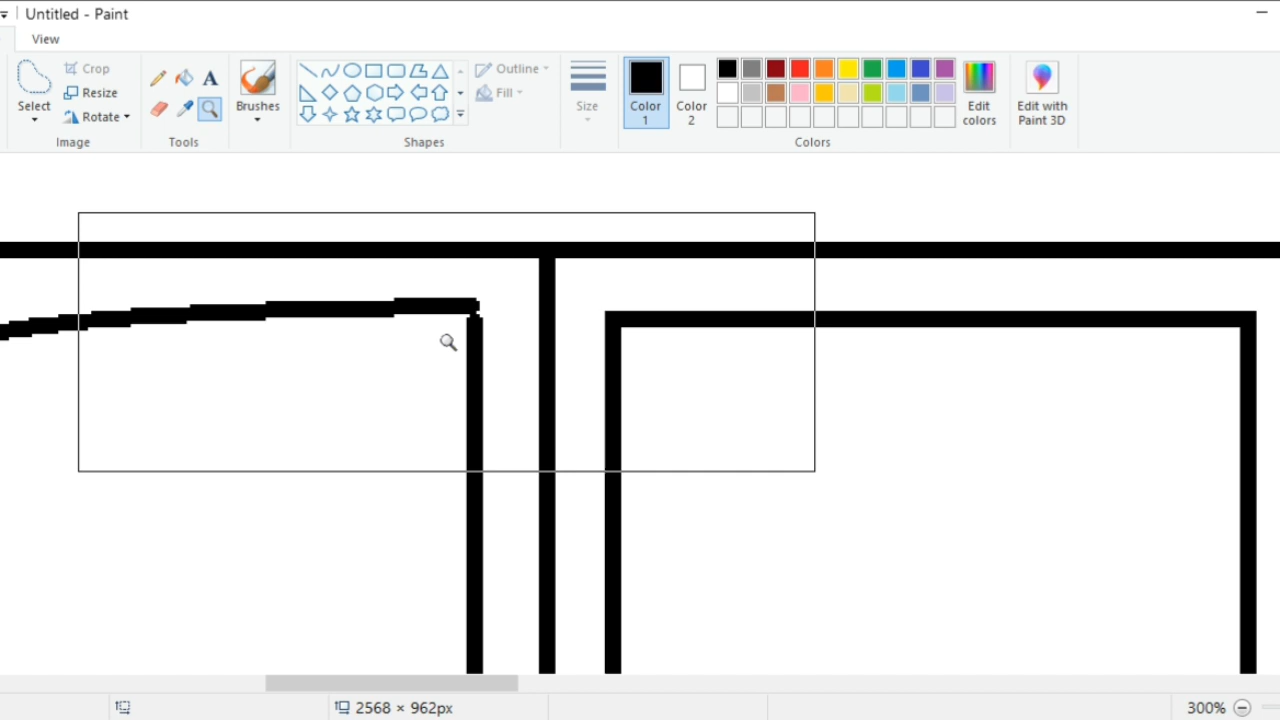 Untitled - Paint
View
Select
Crop
Resize
Rotate
Image
A
Tools
Brushes
Outline
Fill
Shapes
Size
Color
1
Color
2
Edit
colors
Colors
Edit with
Paint 3D
2568 × 962px
300%